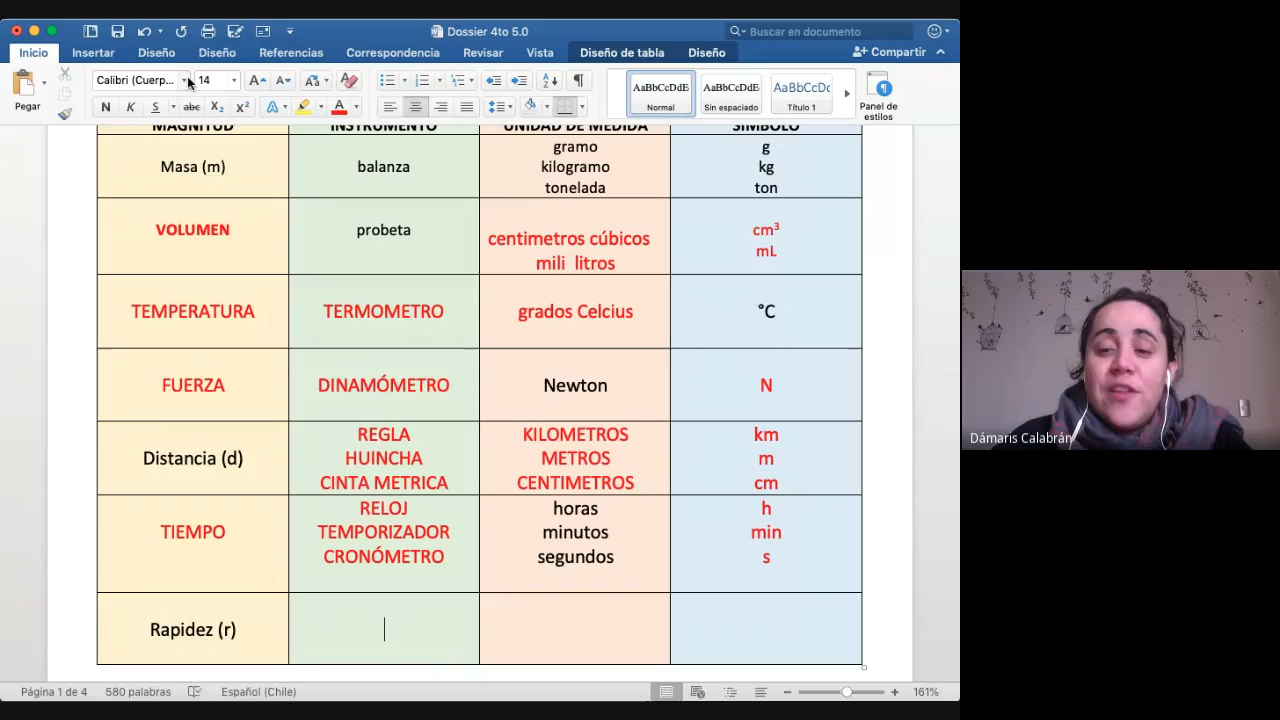 Dossier 4to 5.0
Buscar en documento
Inicio Insertar Diseño Diseño Referencias Correspondencia Revisar Vista Diseño de tabla Diseño Compartir
Pegar
Calibri (Cuerp... 14
N K S abc X₂ X²
AaBbCcDdE
Normal
AaBbCcDdE
Sin espaciado
AaBbCcDc
Título 1
Panel de
estilos
MAGNITUD INSTRUMENTO UNIDAD DE MEDIDA SÍMBOLO
Masa (m)
balanza
gramo
kilogramo
tonelada
g
kg
ton
VOLUMEN
probeta
centimetros cúbicos
mili litros
cm³
mL
TEMPERATURA
TERMOMETRO
grados Celcius
°C
FUERZA
DINAMÓMETRO
Newton
N
Distancia (d)
REGLA
HUINCHA
CINTA METRICA
KILOMETROS
METROS
CENTIMETROS
km
m
cm
TIEMPO
RELOJ
TEMPORIZADOR
CRONÓMETRO
horas
minutos
segundos
h
min
s
Rapidez (r)
Página 1 de 4 580 palabras Español (Chile) 161%
Dámaris Calabrán